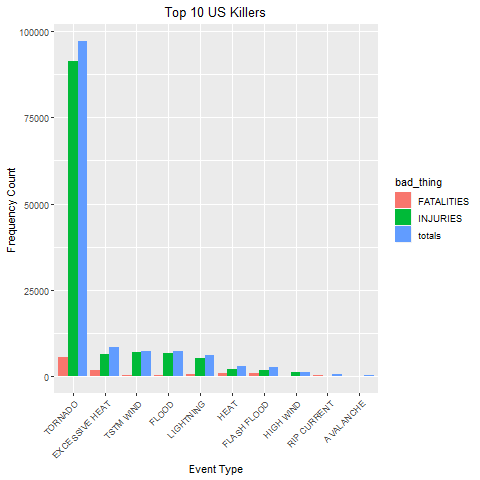 Top 10 US Killers
100000
75000
50000
25000
0
Frequency Count
TORNADO
EXCESSIVE HEAT
TSTM WIND
FLOOD
LIGHTNING
HEAT
FLASH FLOOD
HIGH WIND
RIP CURRENT
AVALANCHE
Event Type
bad_thing
FATALITIES
INJURIES
totals